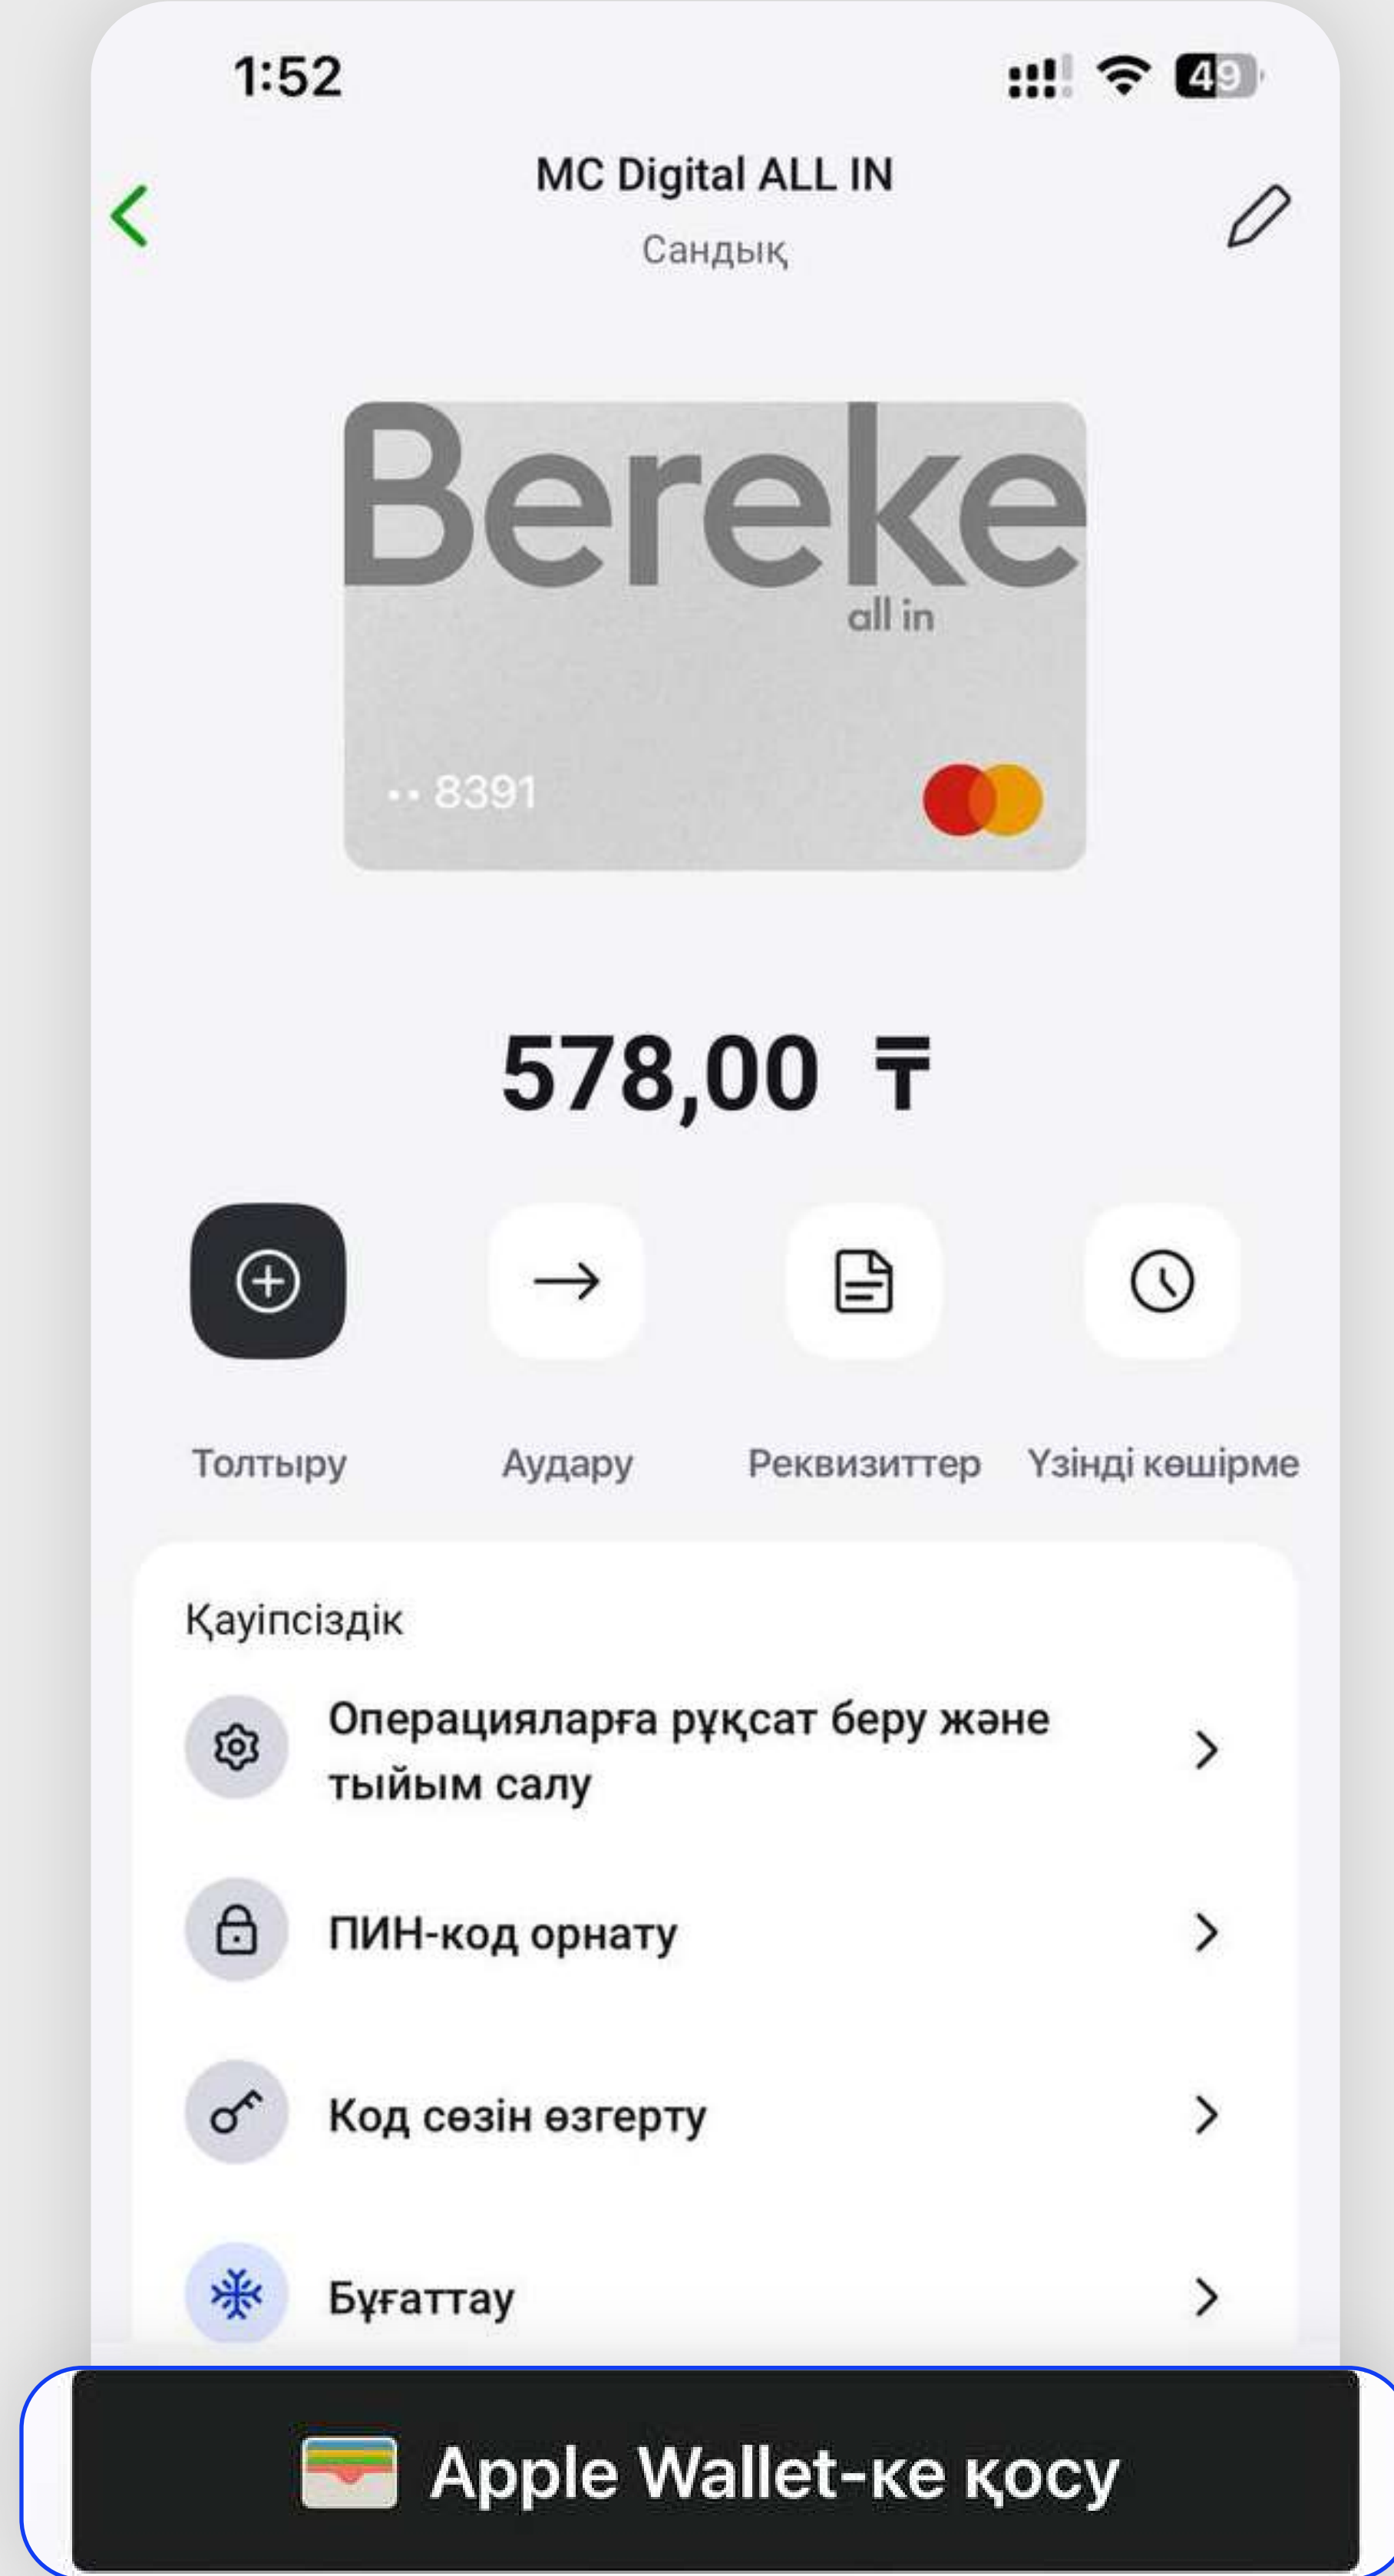 1:52
49
MC Digital ALL IN
Сандық
Bereke
all in
·· 8391
578,00 ₸
Толтыру
Аудару
Реквизиттер
Үзінді көшірме
Қауіпсіздік
Операцияларға рұқсат беру және
тыйым салу
ПИН-код орнату
Код сөзін өзгерту
Бұғаттау
Apple Wallet-ке қосу